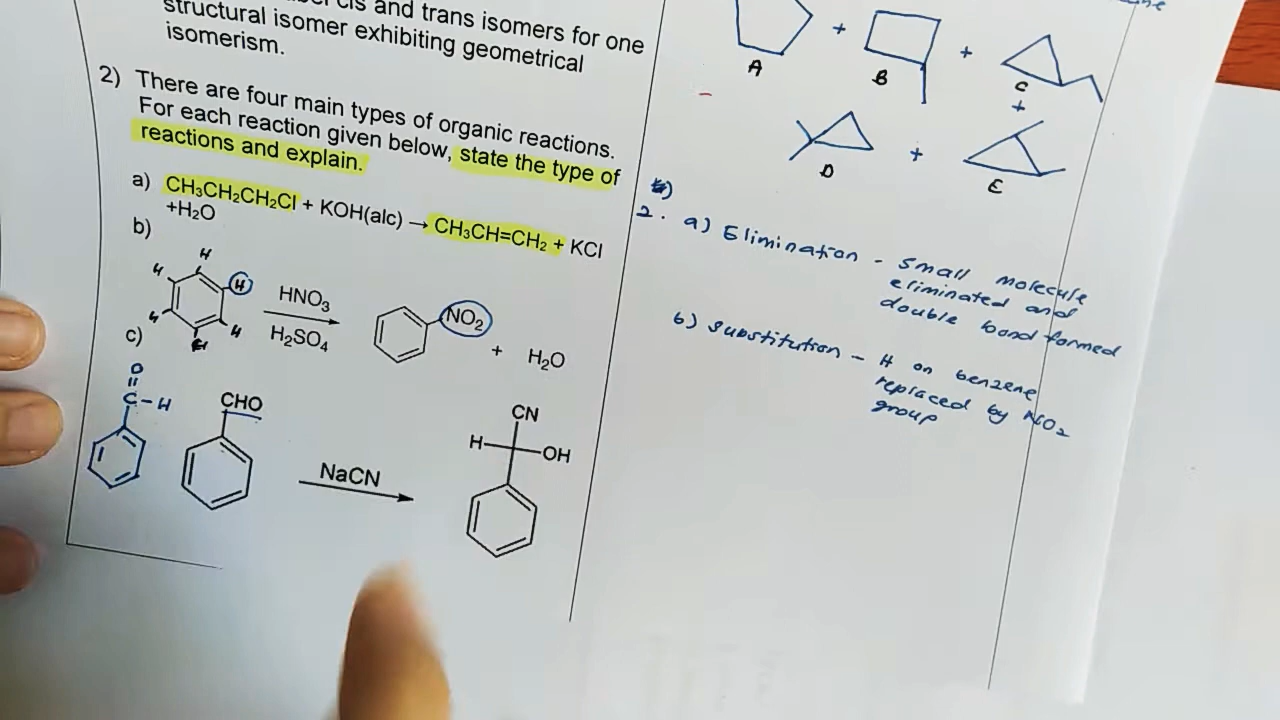 cis and trans isomers for one
structural isomer exhibiting geometrical
isomerism.
2) There are four main types of organic reactions.
For each reaction given below, state the type of
reactions and explain.
a) CH₃CH₂CH₂Cl + KOH(alc) → CH₃CH=CH₂ + KCl
+H₂O
b)
H
H
H
H
H
H
HNO₃
H₂SO₄
NO₂
+ H₂O
c)
O
C-H
CHO
NaCN
CN
H
OH
+
+
A
B
C
+
+
D
E
2. a) Elimination - small molecule
eliminated and
double bond formed
b) Substitution - H on benzene
replaced by NO₂
group